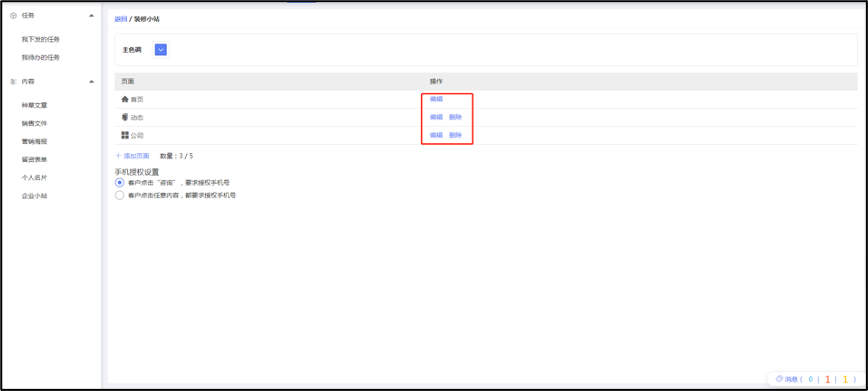 任务
我下发的任务
我待办的任务
内容
种草文章
销售文件
营销海报
留资表单
个人名片
企业小站
返回 / 装修小站
主色调
页面 操作
首页 编辑
动态 编辑 删除
公司 编辑 删除
+ 添加页面 数量：3 / 5
手机授权设置
客户点击“咨询”，要求授权手机号
客户点击任意内容，都要求授权手机号
消息 ( 0 | 1 | 1 )